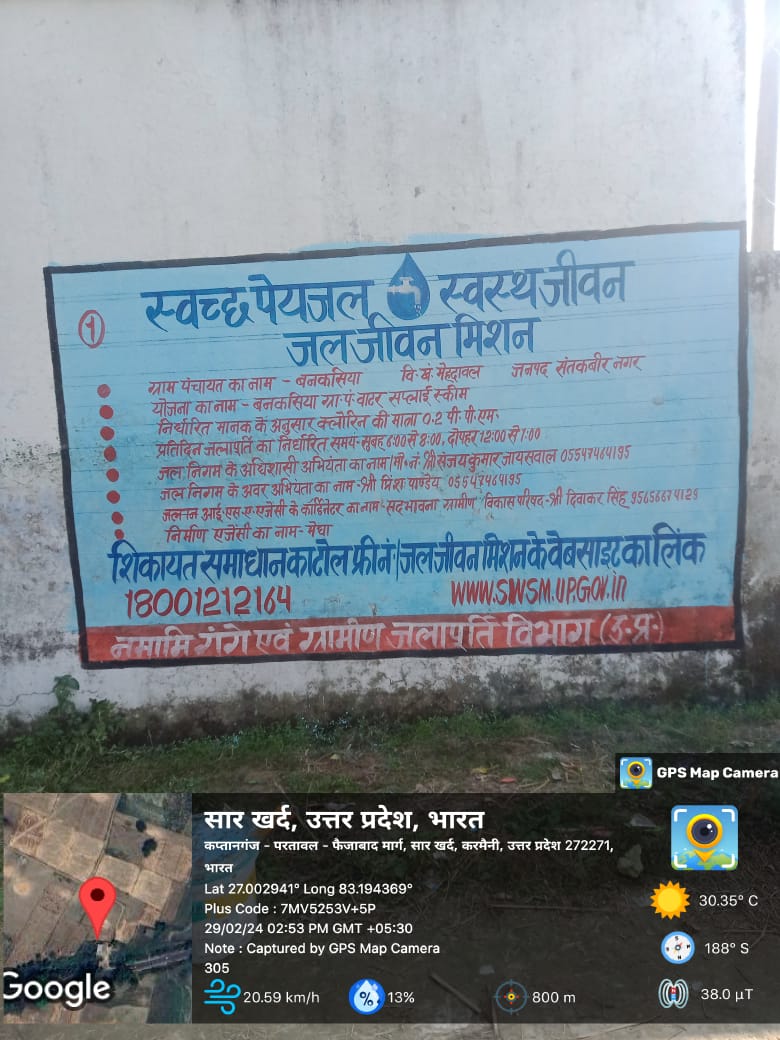 १
स्वच्छ पेयजल स्वस्थ जीवन
जल जीवन मिशन
ग्राम पंचायत का नाम - बनकसिया वि.खं. मेहदावल जनपद संतकबीर नगर
योजना का नाम - बनकसिया ग्रा.पं. वाटर सप्लाई स्कीम
निर्धारित मानक के अनुसार क्लोरिन की मात्रा 0.2 पी.पी.एम.
प्रतिदिन जलापूर्ति का निर्धारित समय- सुबह 6:00 से 8:00, दोपहर 12:00 से 1:00
जल निगम के अधिशासी अभियंता का नाम/मो.नं. श्री संजय कुमार जायसवाल
जल निगम के अवर अभियंता का नाम-श्री पाण्डेय
आई.एस.ए. एजेंसी के कोर्डिनेटर का नाम- सदभावना ग्रामीण विकास परिषद-श्री दिवाकर सिंह
निर्माण एजेंसी का नाम- मेघा
शिकायत समाधान का टोल फ्री नं/जल जीवन मिशन के वेबसाइट का लिंक
18001212164 WWW.SWSM.UP.GOV.in
नमामि गंगे एवं ग्रामीण जलापूर्ति विभाग (उ.प्र.)
GPS Map Camera
सार खर्द, उत्तर प्रदेश, भारत
कप्तानगंज - परतावल - फैजाबाद मार्ग, सार खर्द, करमैनी, उत्तर प्रदेश 272271,
भारत
Lat 27.002941° Long 83.194369°
Plus Code : 7MV5253V+5P
29/02/24 02:53 PM GMT +05:30
Note : Captured by GPS Map Camera
305
20.59 km/h 13% 800 m 38.0 µT
30.35° C
188° S
Google